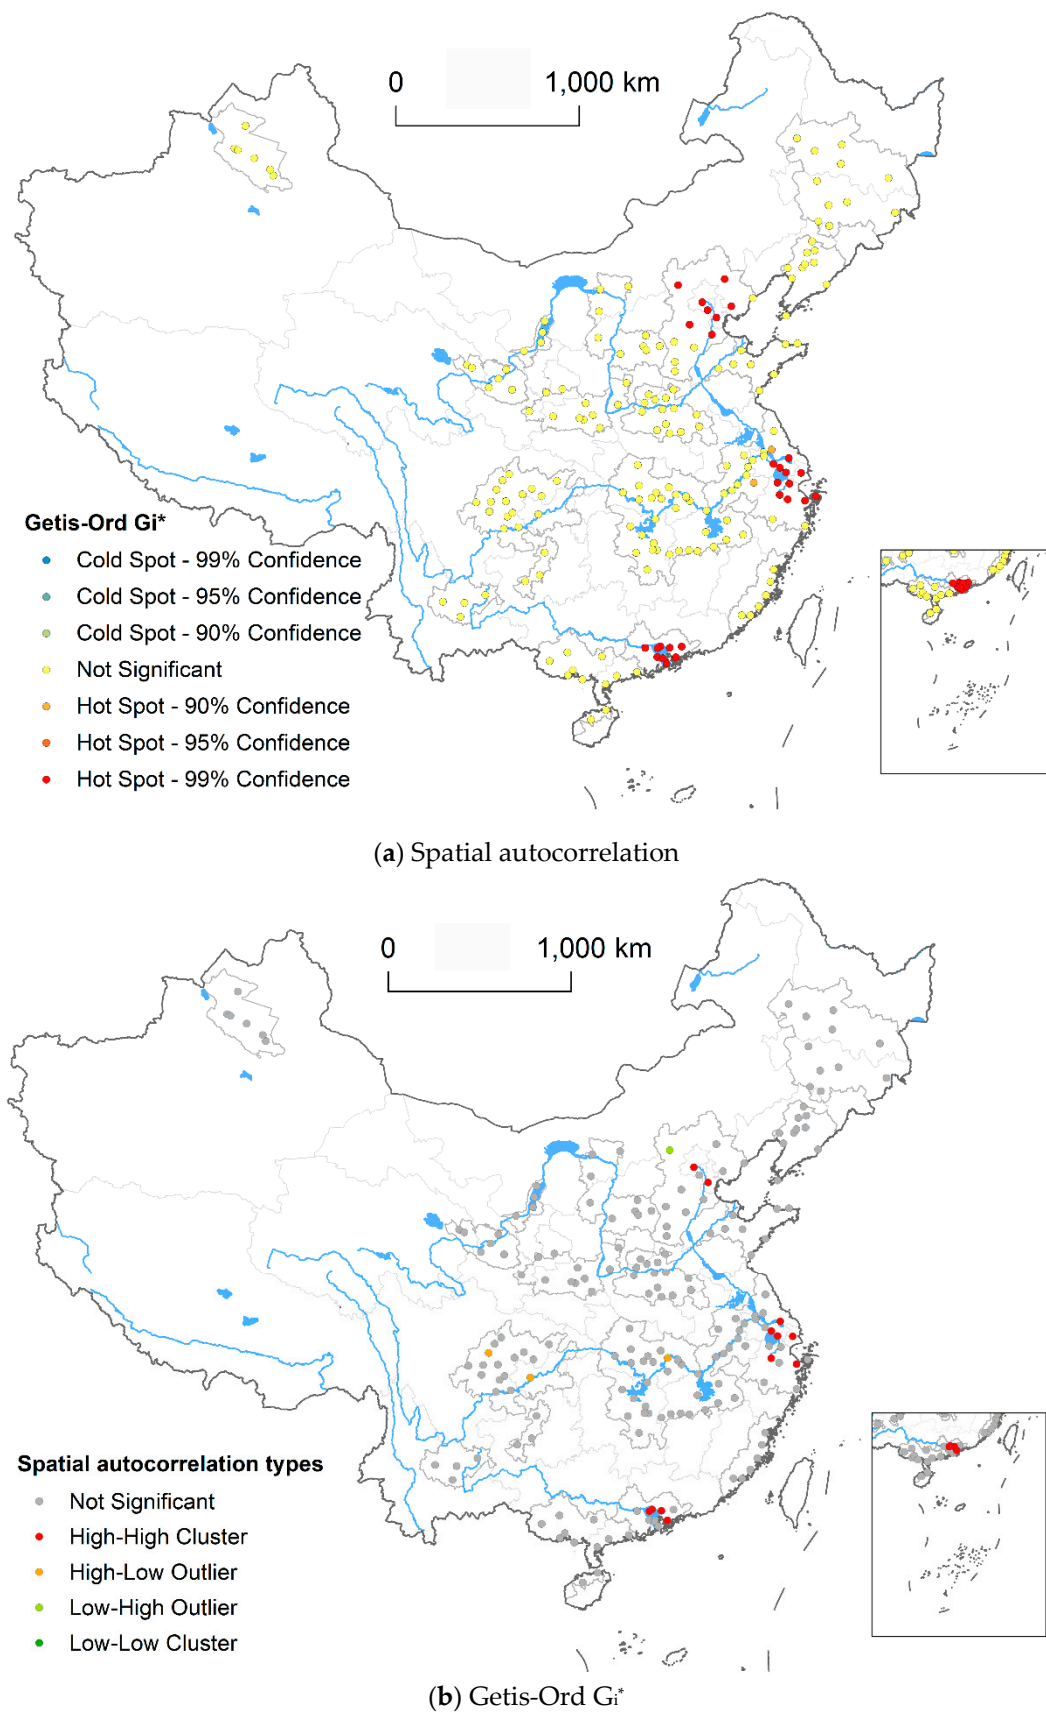 0 1,000 km
Getis-Ord Gi*
Cold Spot - 99% Confidence
Cold Spot - 95% Confidence
Cold Spot - 90% Confidence
Not Significant
Hot Spot - 90% Confidence
Hot Spot - 95% Confidence
Hot Spot - 99% Confidence
(a) Spatial autocorrelation
0 1,000 km
Spatial autocorrelation types
Not Significant
High-High Cluster
High-Low Outlier
Low-High Outlier
Low-Low Cluster
(b) Getis-Ord Gi*